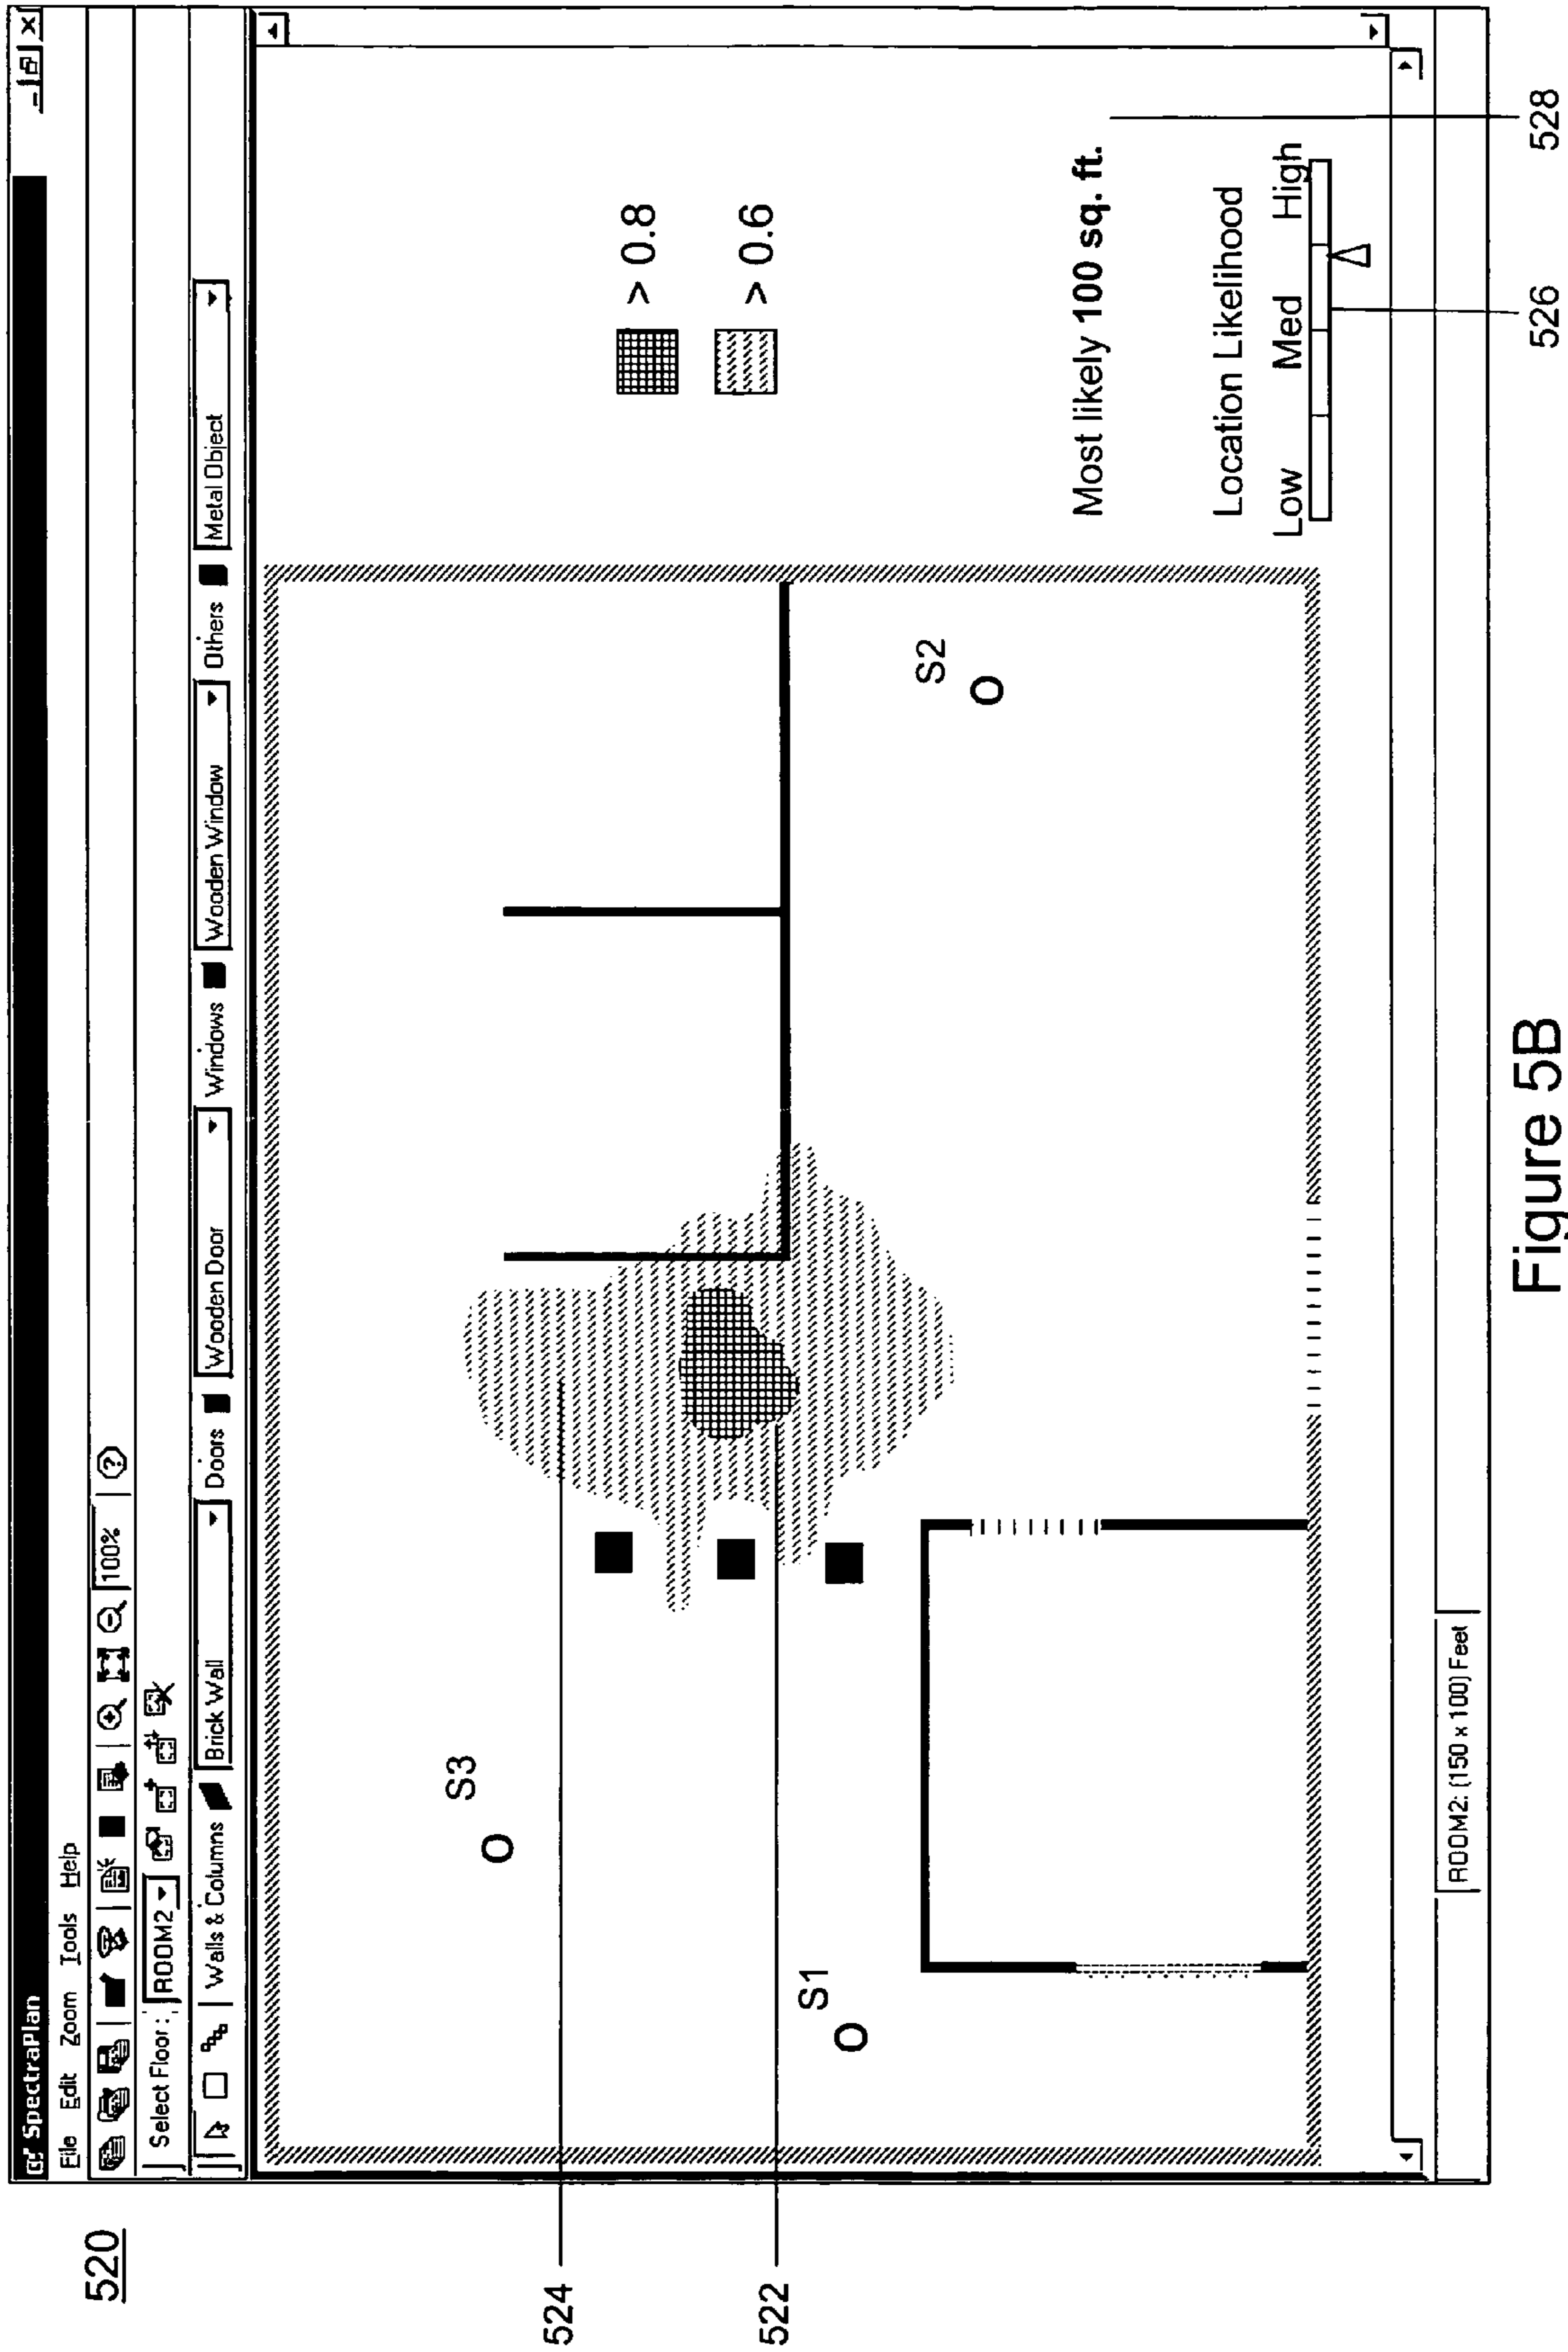 520
SpectraPlan
File Edit Zoom Tools Help
100%
Select Floor: ROOM2
Walls & Columns Brick Wall Doors Wooden Door Windows Wooden Window Others Metal Object
S3
S1
S2
> 0.8
> 0.6
Most likely 100 sq. ft.
Location Likelihood
Low Med High
524
522
526
528
ROOM2: (150 x 100) Feet
Figure 5B